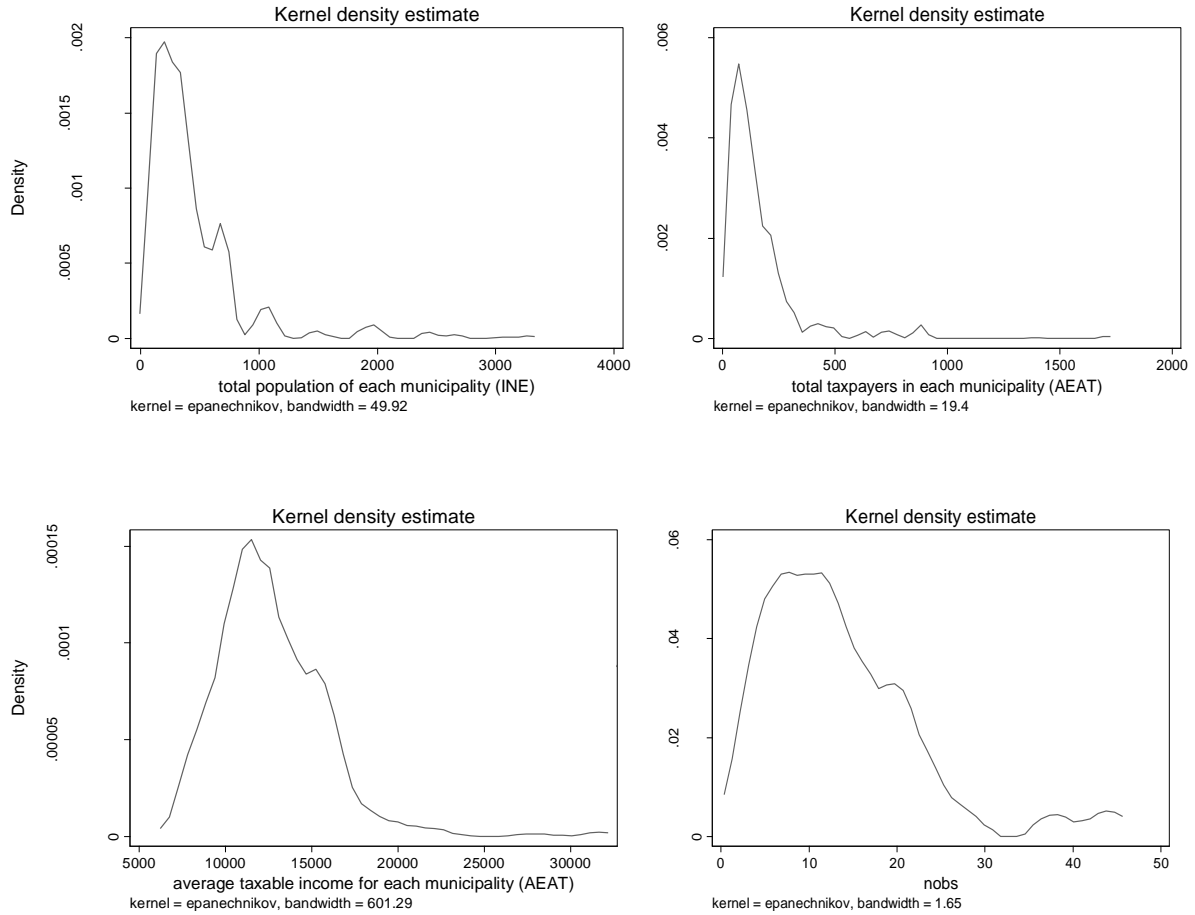 Kernel density estimate
Density
.002
.0015
.001
.0005
0
0 1000 2000 3000 4000
total population of each municipality (INE)
kernel = epanechnikov, bandwidth = 49.92
Kernel density estimate
.006
.004
.002
0
0 500 1000 1500 2000
total taxpayers in each municipality (AEAT)
kernel = epanechnikov, bandwidth = 19.4
Kernel density estimate
Density
.00015
.0001
.00005
0
5000 10000 15000 20000 25000 30000
average taxable income for each municipality (AEAT)
kernel = epanechnikov, bandwidth = 601.29
Kernel density estimate
.06
.04
.02
0
0 10 20 30 40 50
nobs
kernel = epanechnikov, bandwidth = 1.65